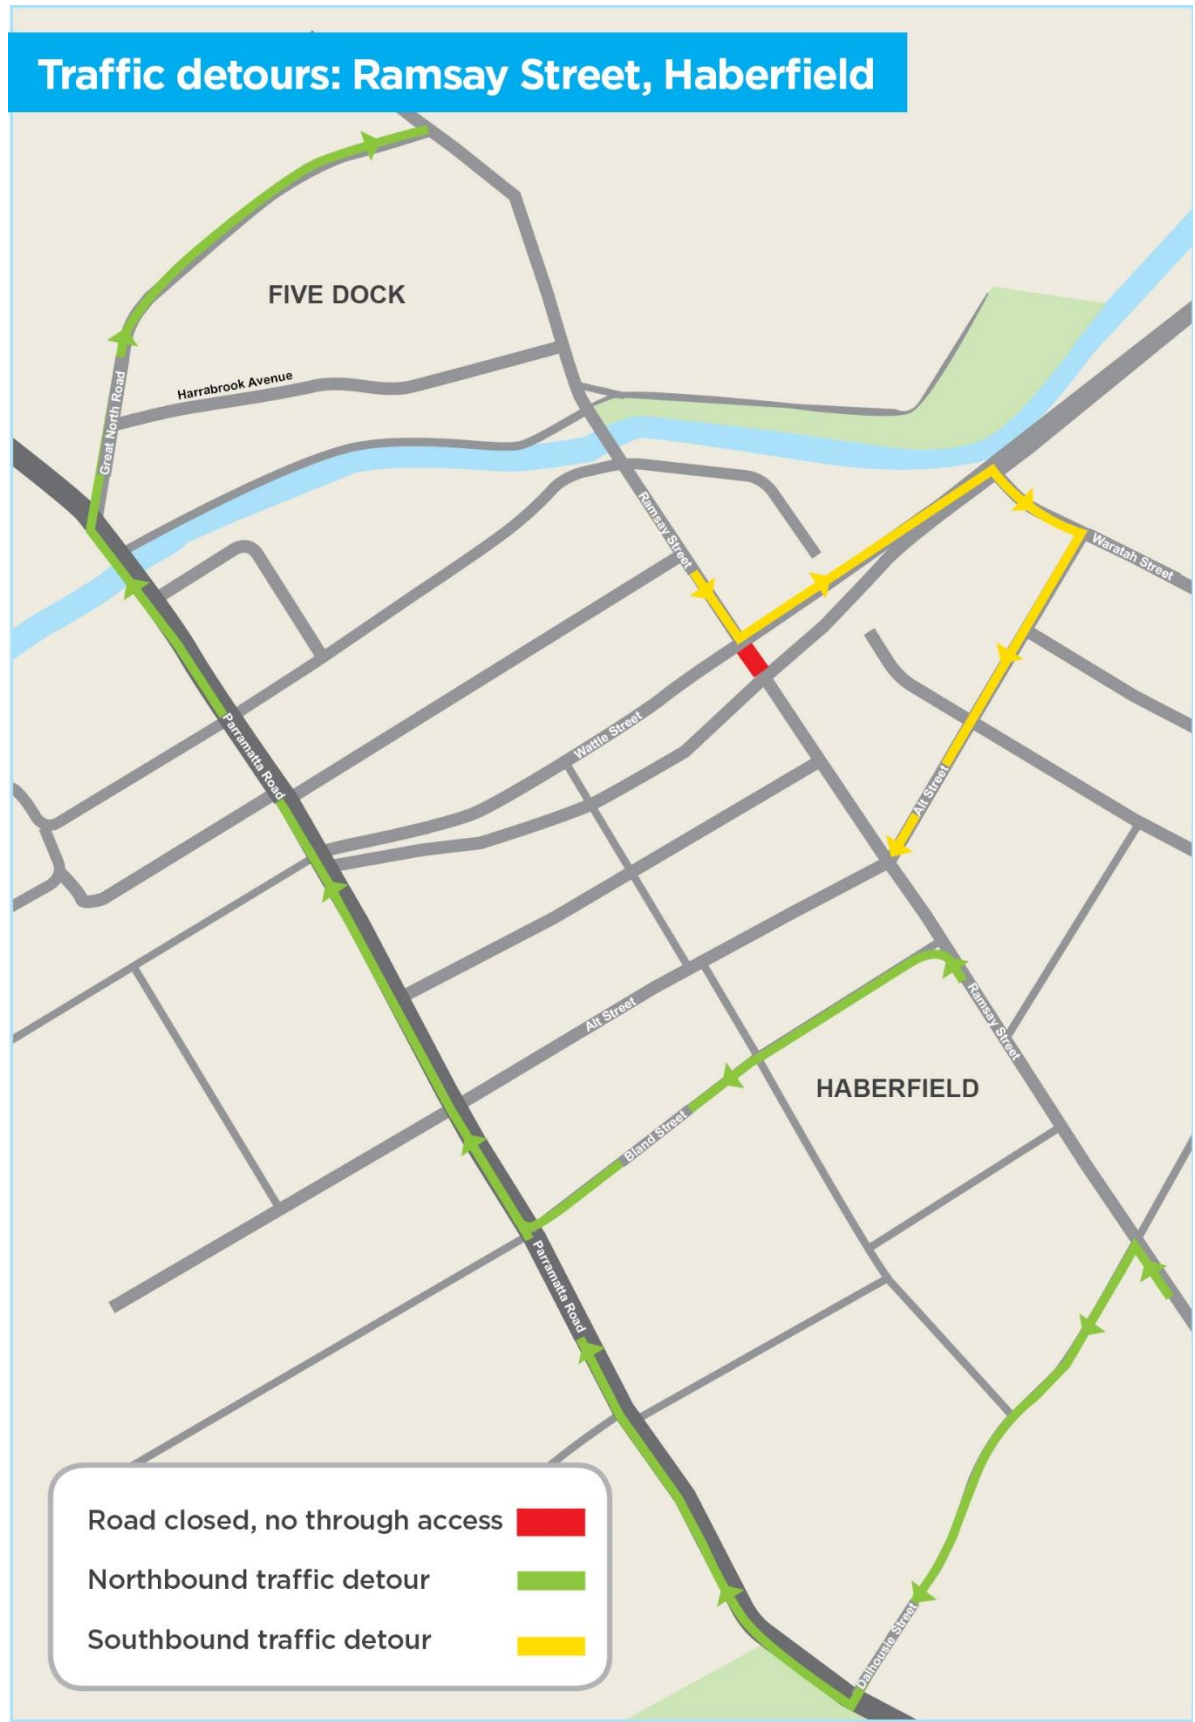 Traffic detours: Ramsay Street, Haberfield
FIVE DOCK
Harrabrook Avenue
Great North Road
Ramsay Street
Waratah Street
Parramatta Road
Wattle Street
Alt Street
Alt Street
Ramsay Street
HABERFIELD
Bland Street
Parramatta Road
Dalhousie Street
Road closed, no through access
Northbound traffic detour
Southbound traffic detour